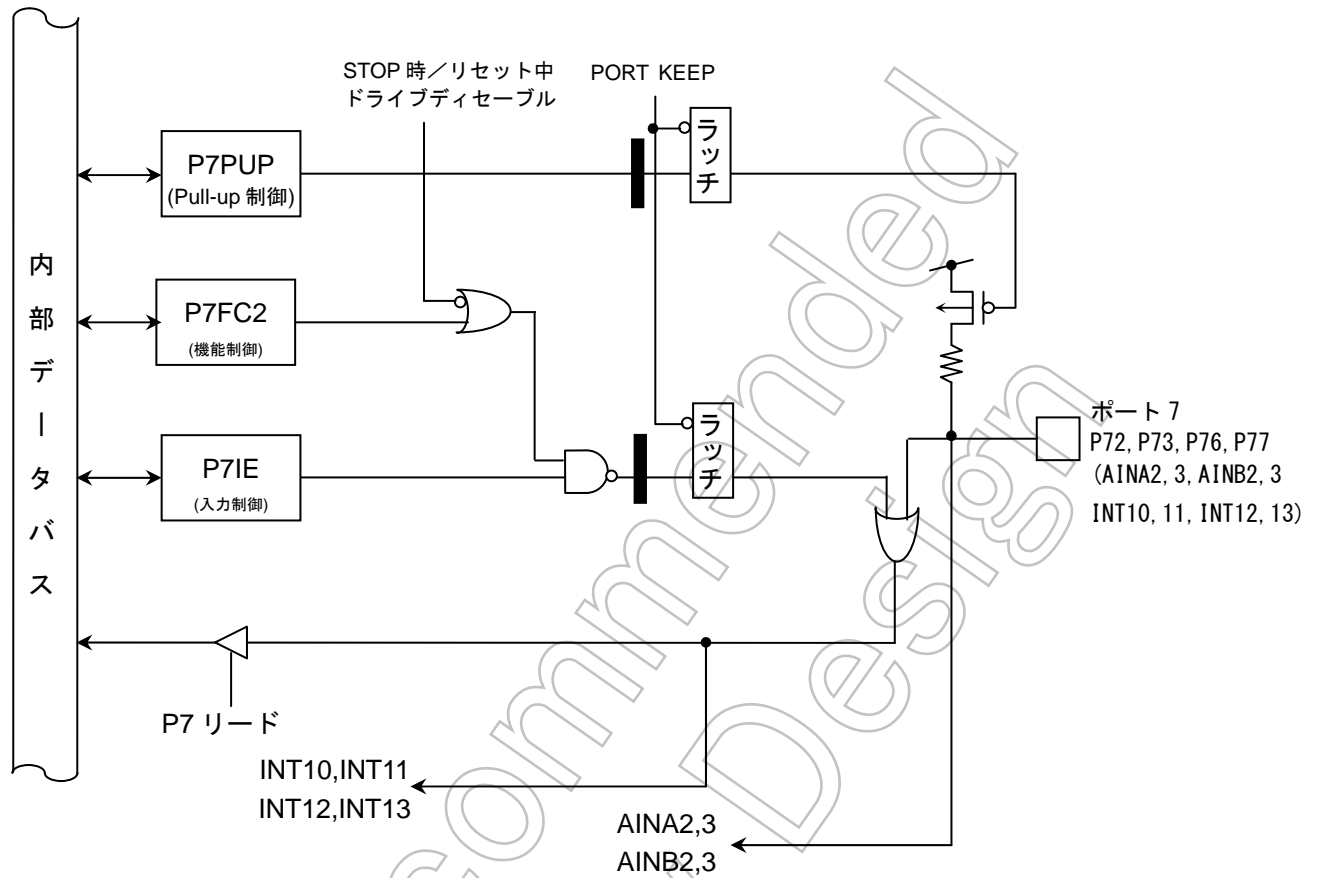 STOP 時／リセット中
ドライブディセーブル
PORT KEEP
ラッチ
P7PUP
(Pull-up 制御)
内部データバス
P7FC2
(機能制御)
ラッチ
P7IE
(入力制御)
ポート 7
P72, P73, P76, P77
(AINA2, 3, AINB2, 3
INT10, 11, INT12, 13)
P7 リード
INT10,INT11
INT12,INT13
AINA2,3
AINB2,3
commended
Design